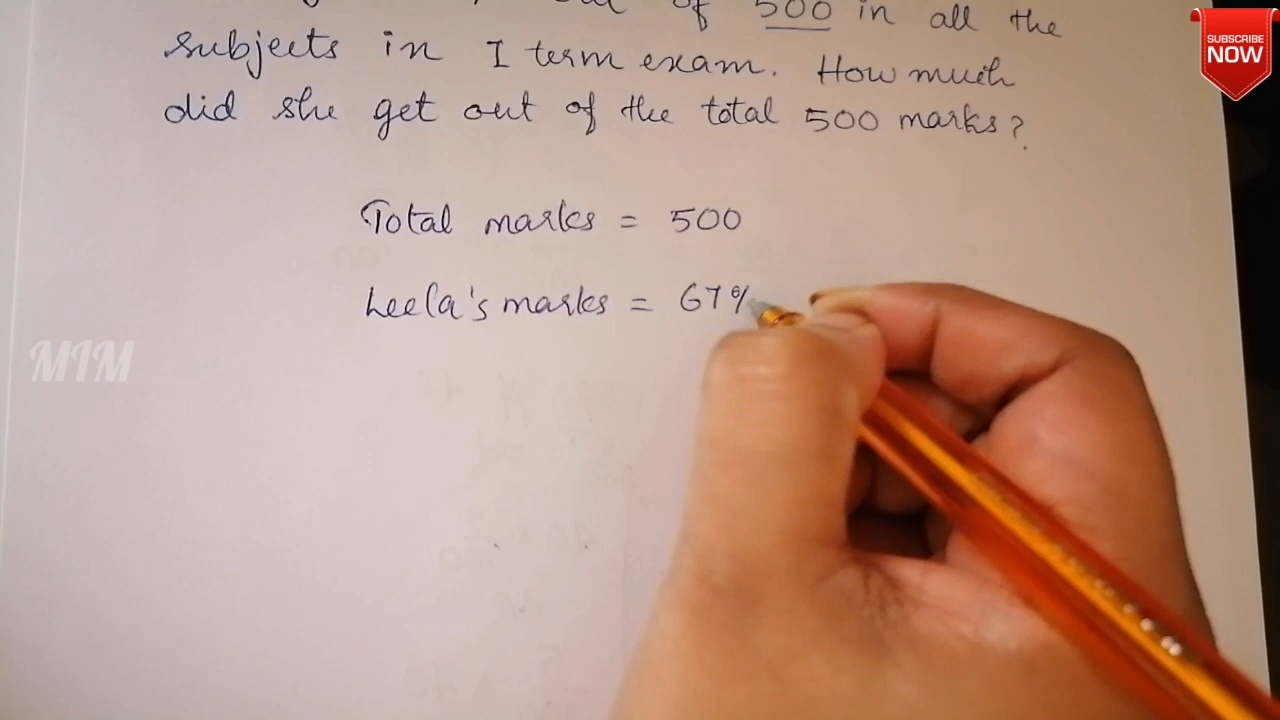 of 500 in all the
subjects in I term exam. How much
did she get out of the total 500 marks?
Total marks = 500
Leela's marks = 67%
MIM
SUBSCRIBE
NOW